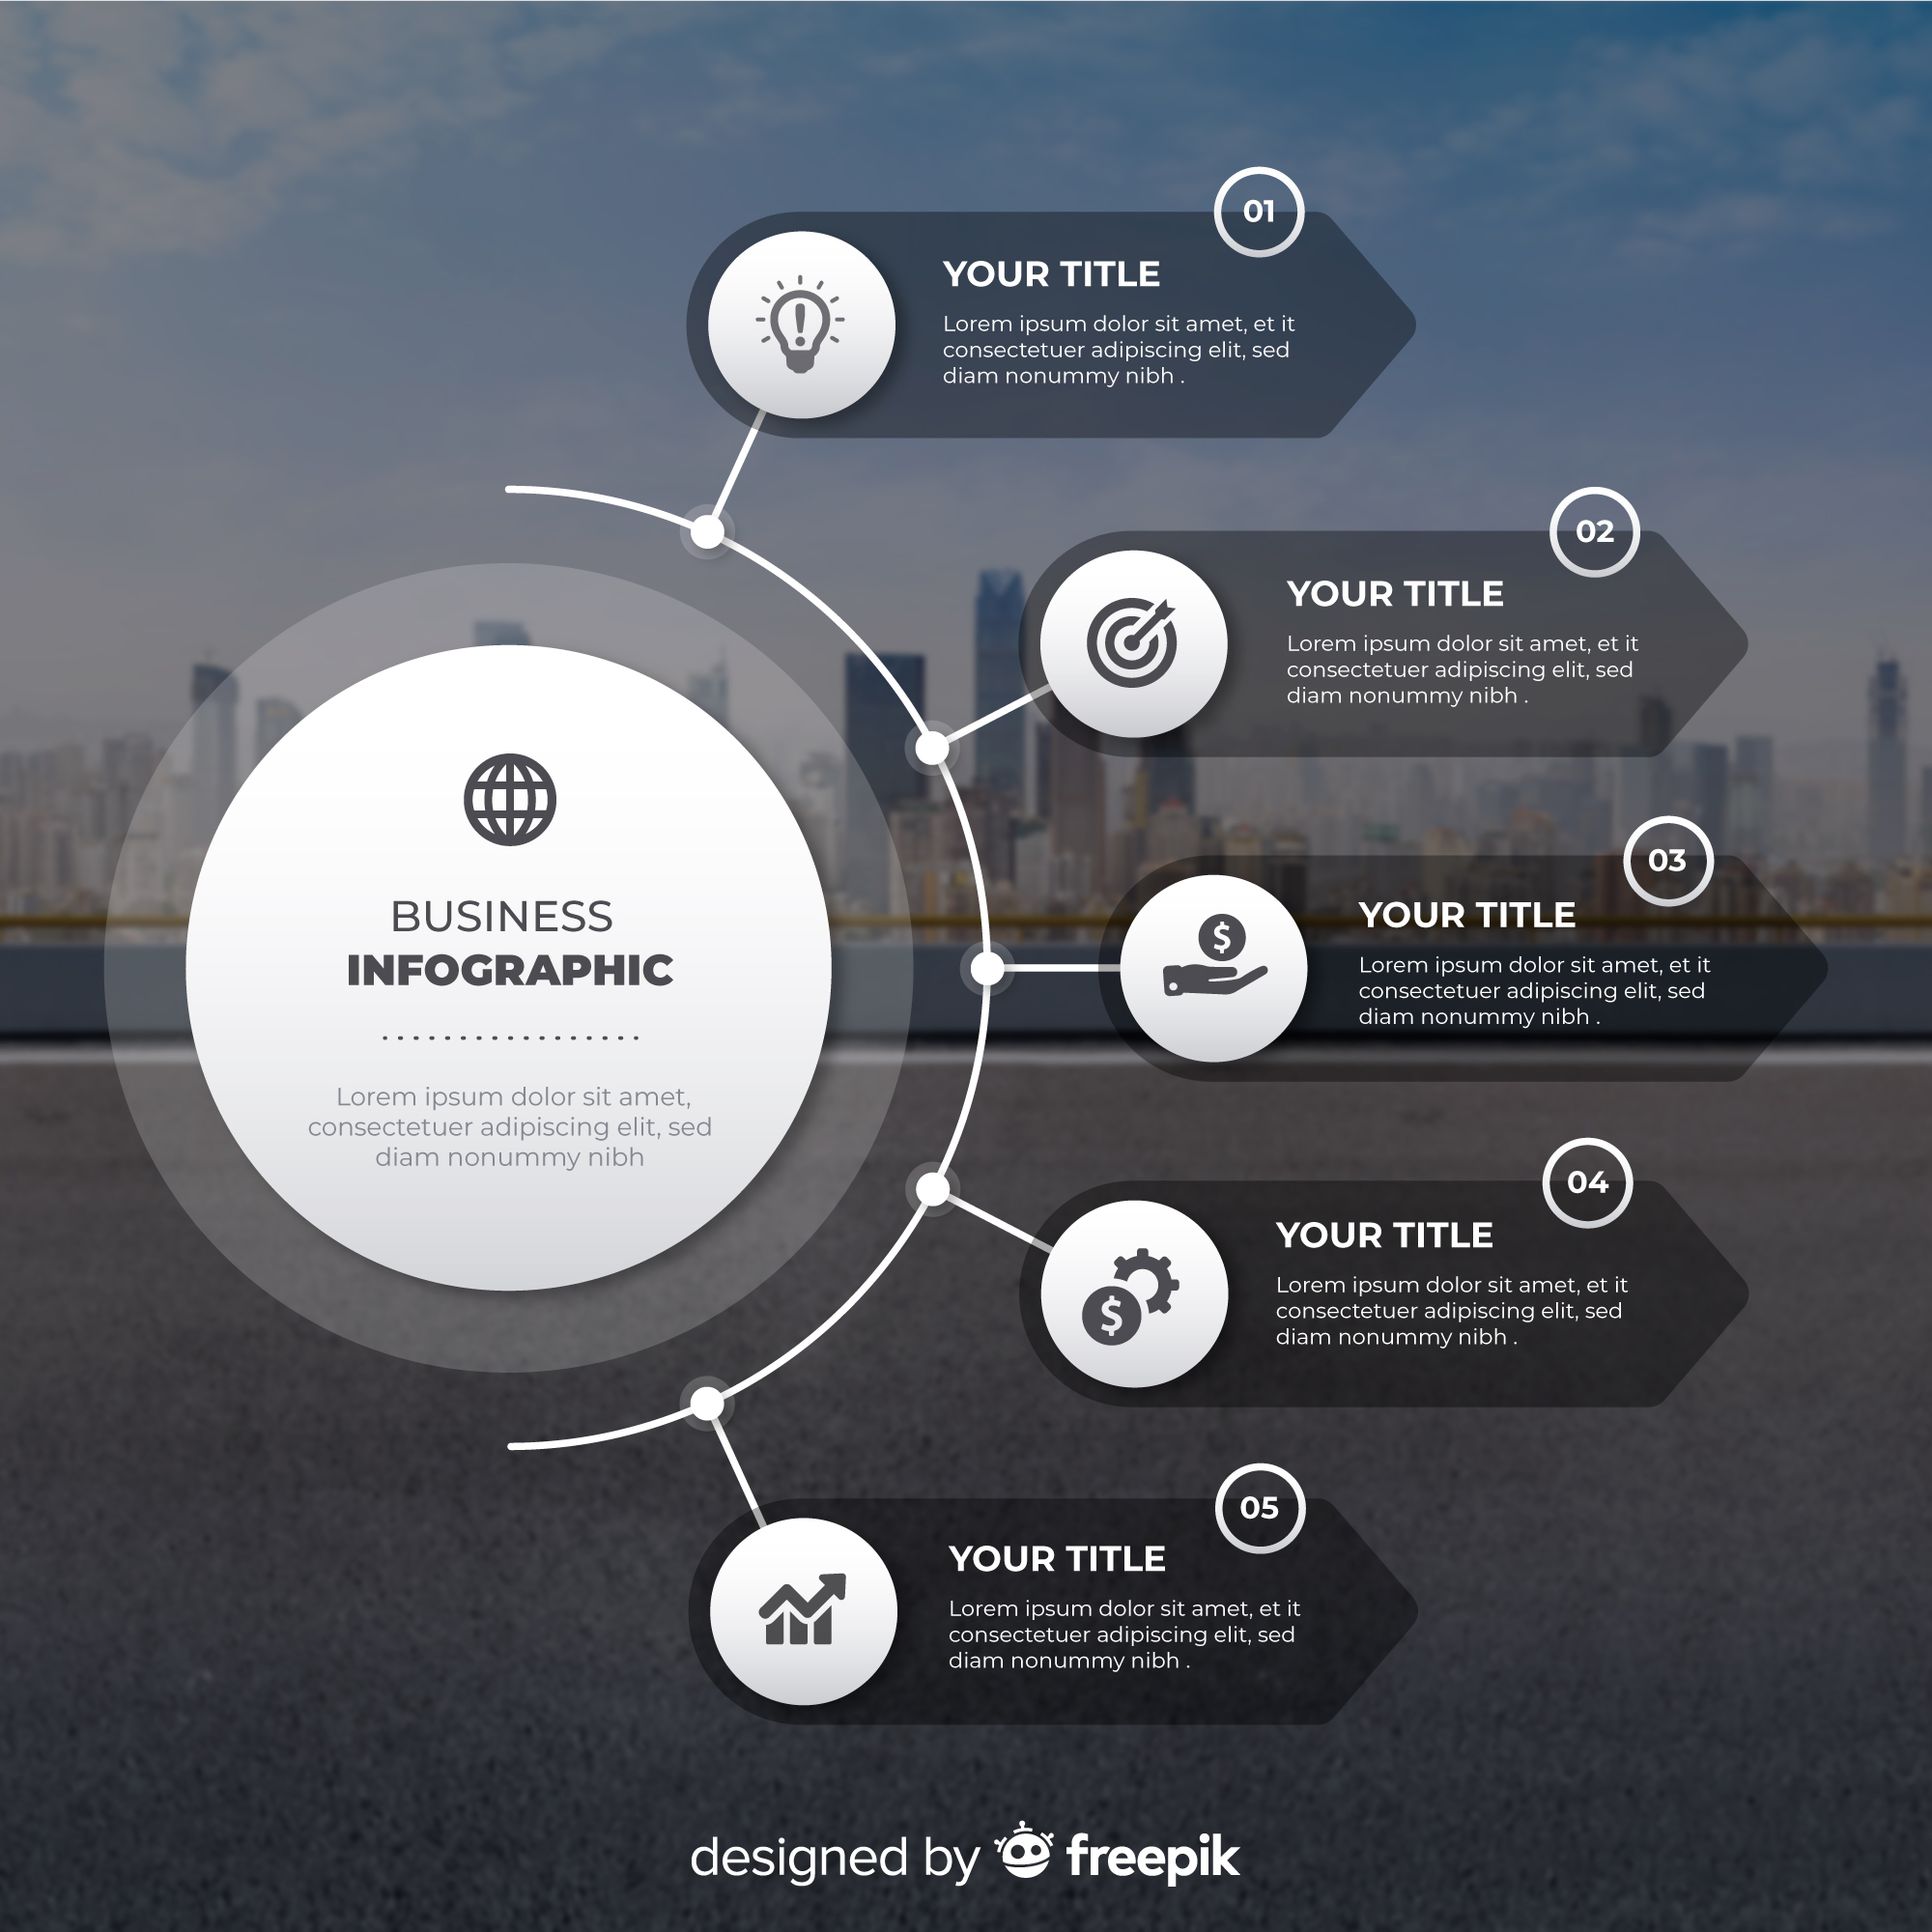 01
YOUR TITLE
Lorem ipsum dolor sit amet, et it
consectetuer adipiscing elit, sed
diam nonummy nibh .
02
YOUR TITLE
Lorem ipsum dolor sit amet, et it
consectetuer adipiscing elit, sed
diam nonummy nibh .
BUSINESS
INFOGRAPHIC
Lorem ipsum dolor sit amet,
consectetuer adipiscing elit, sed
diam nonummy nibh
03
$
YOUR TITLE
Lorem ipsum dolor sit amet, et it
consectetuer adipiscing elit, sed
diam nonummy nibh .
04
$
YOUR TITLE
Lorem ipsum dolor sit amet, et it
consectetuer adipiscing elit, sed
diam nonummy nibh .
05
YOUR TITLE
Lorem ipsum dolor sit amet, et it
consectetuer adipiscing elit, sed
diam nonummy nibh .
designed by freepik